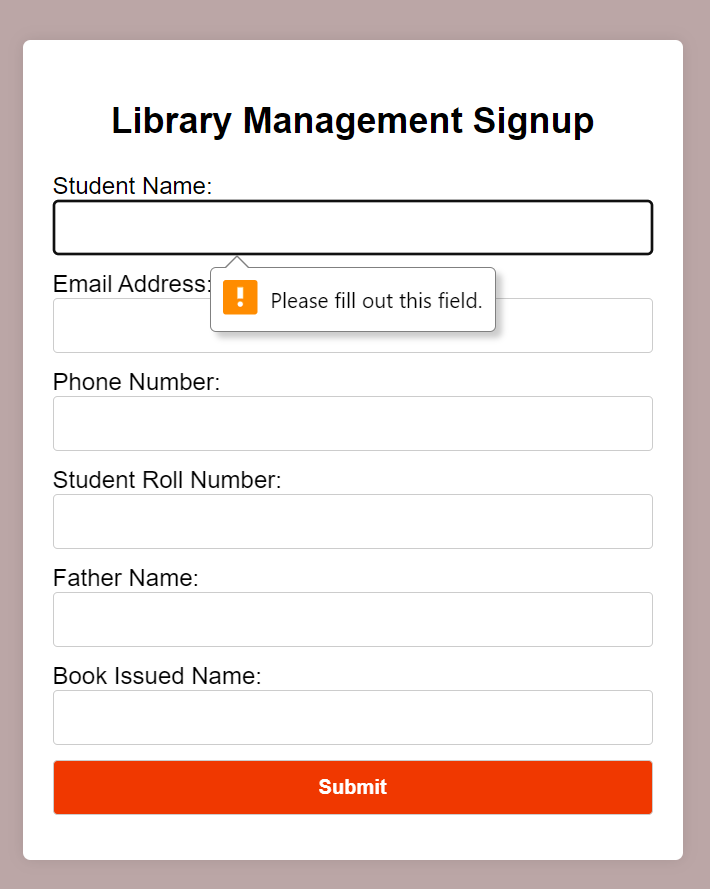 Library Management Signup
Student Name:
Email Address:
Please fill out this field.
Phone Number:
Student Roll Number:
Father Name:
Book Issued Name:
Submit